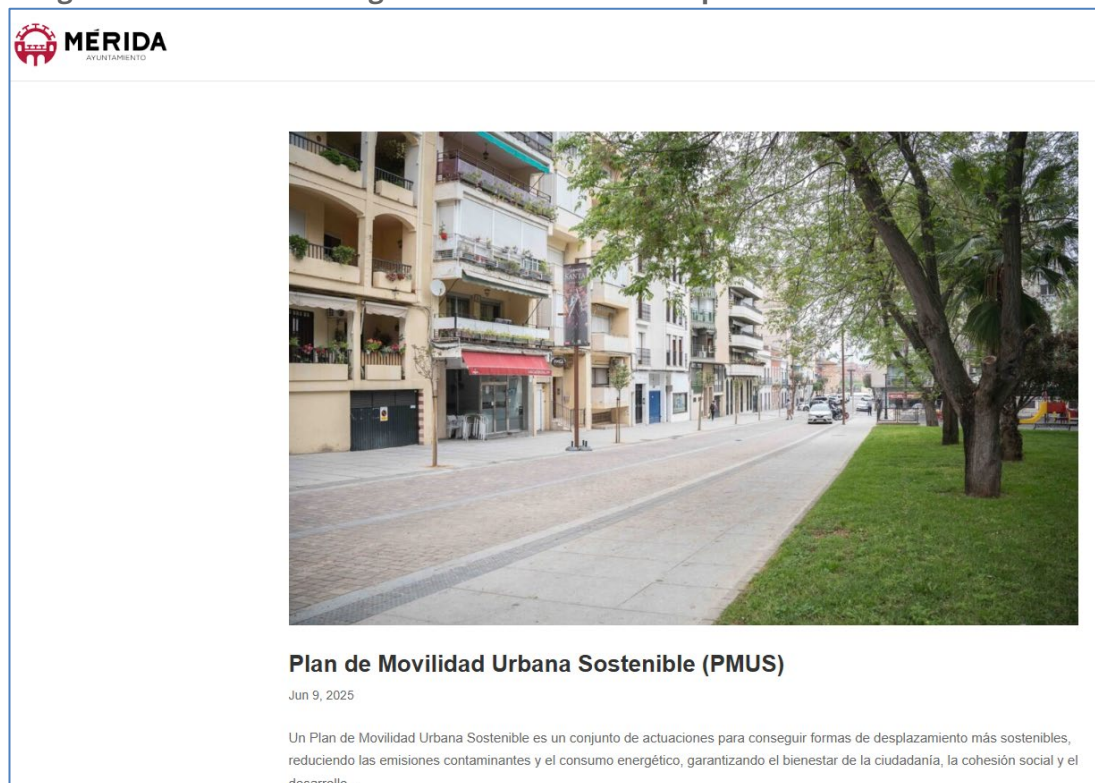 MÉRIDA
AYUNTAMIENTO
Plan de Movilidad Urbana Sostenible (PMUS)
Jun 9, 2025
Un Plan de Movilidad Urbana Sostenible es un conjunto de actuaciones para conseguir formas de desplazamiento más sostenibles,
reduciendo las emisiones contaminantes y el consumo energético, garantizando el bienestar de la ciudadanía, la cohesión social y el
desarrollo